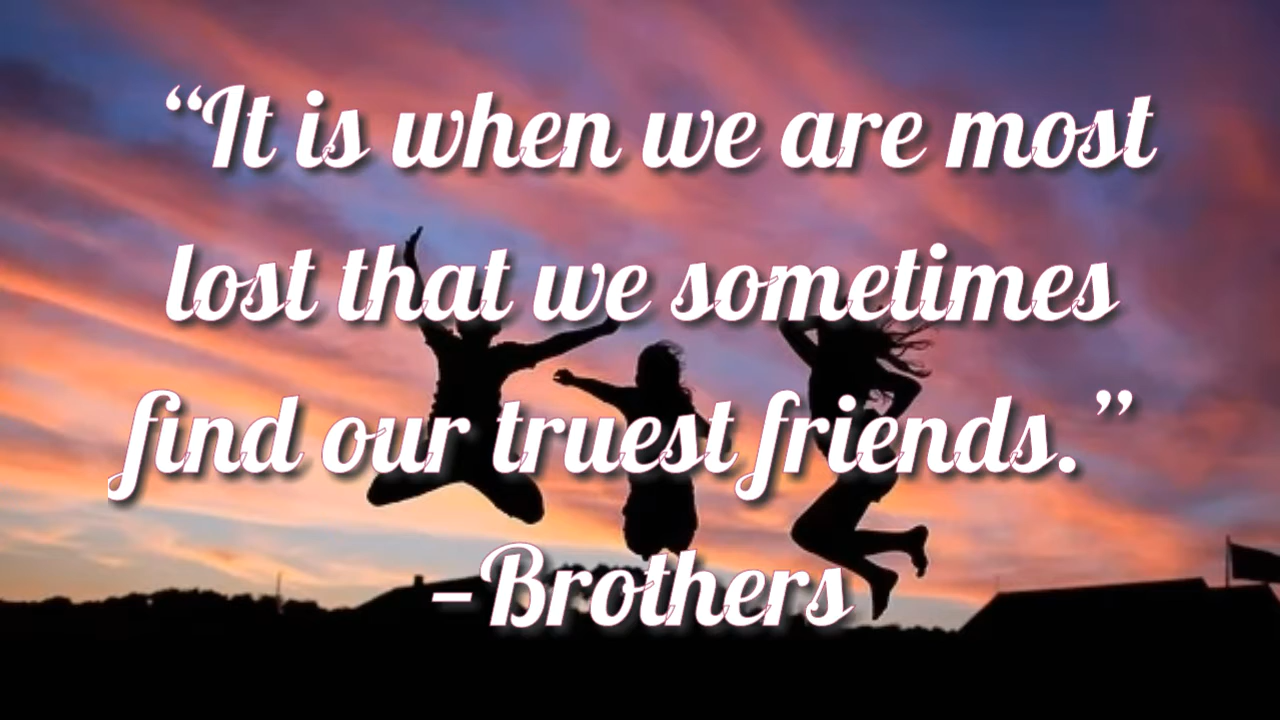 “It is when we are most
lost that we sometimes
find our truest friends.”
–Brothers